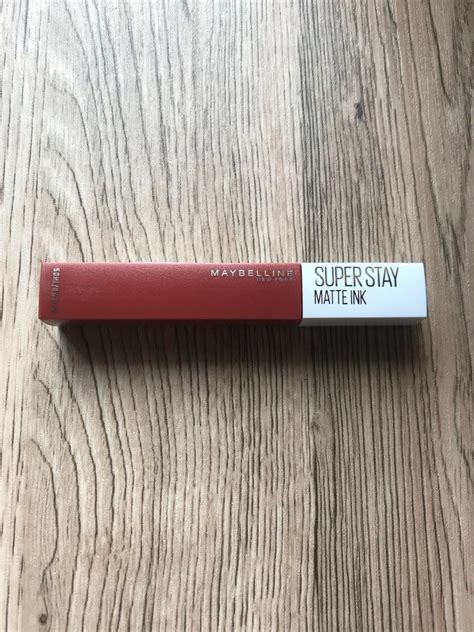 MAYBELLINE
NEW YORK
SUPER STAY
MATTE INK